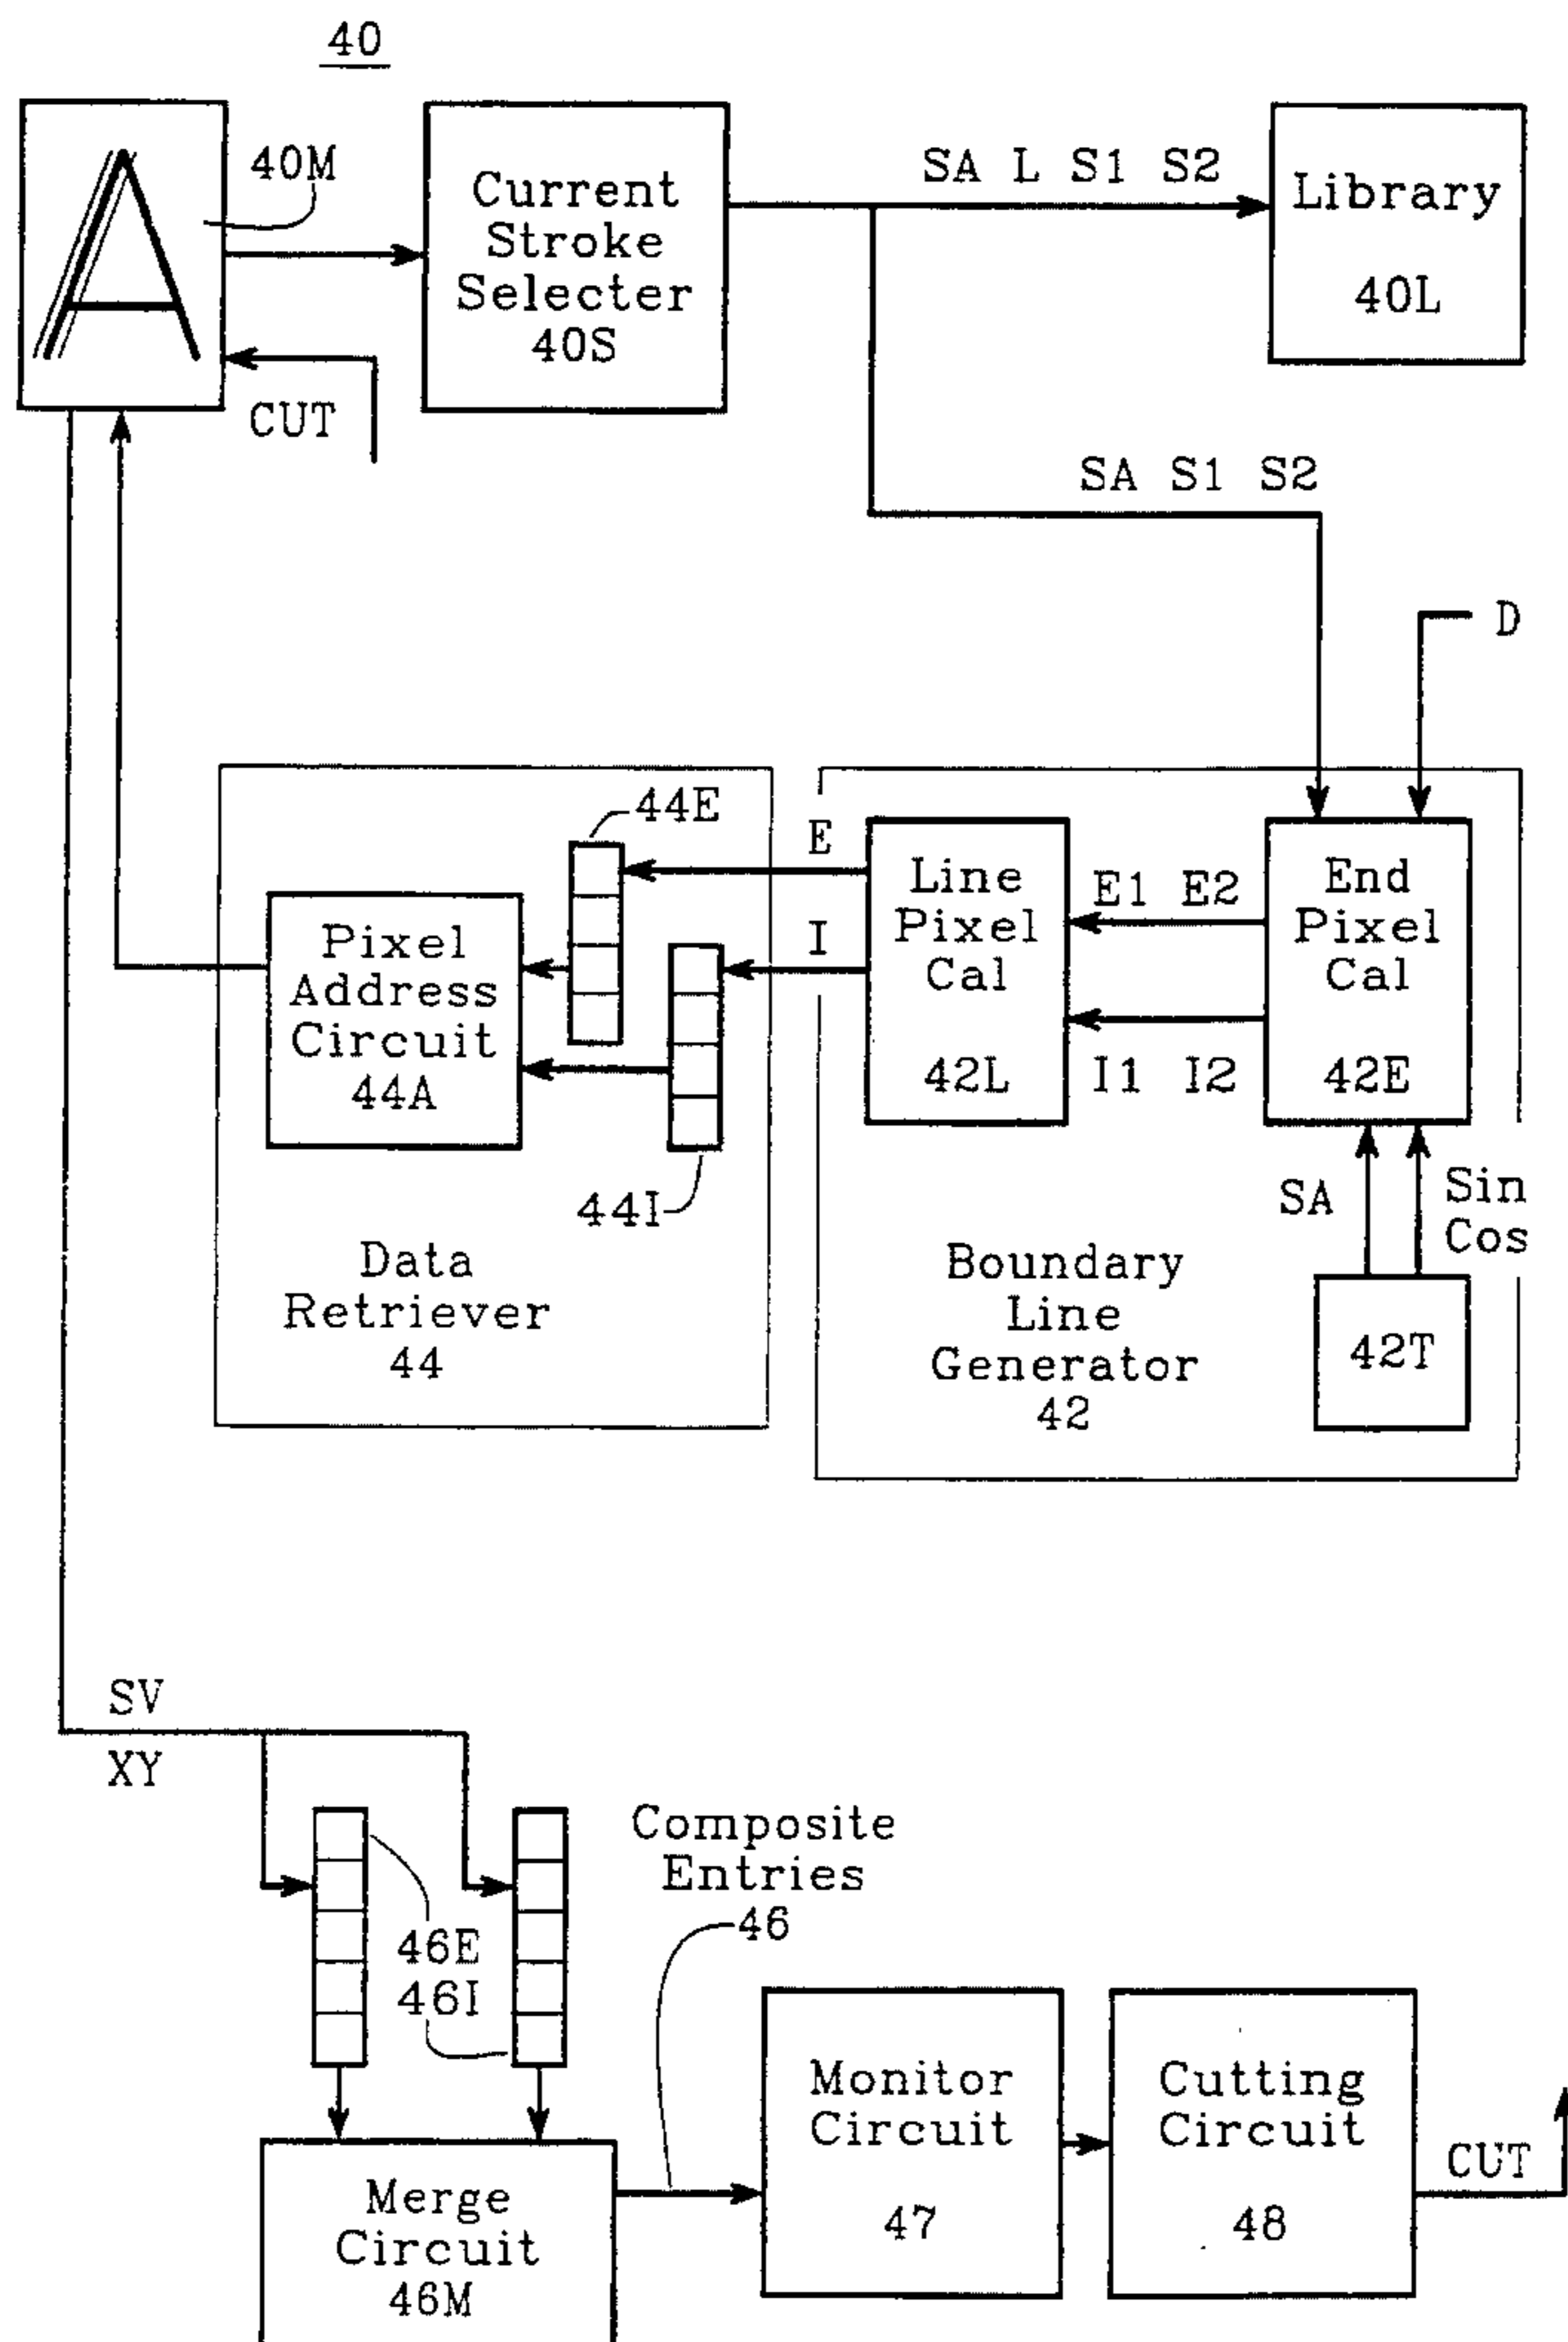 40
A
40M
Current
Stroke
Selecter
40S
SA L S1 S2
Library
40L
CUT
SA S1 S2
D
44E
E
I
Line
Pixel
Cal
42L
E1 E2
I1 I2
End
Pixel
Cal
42E
Pixel
Address
Circuit
44A
44I
Data
Retriever
44
SA
Sin
Cos
42T
Boundary
Line
Generator
42
SV
XY
46E
46I
Composite
Entries
46
Merge
Circuit
46M
Monitor
Circuit
47
Cutting
Circuit
48
CUT